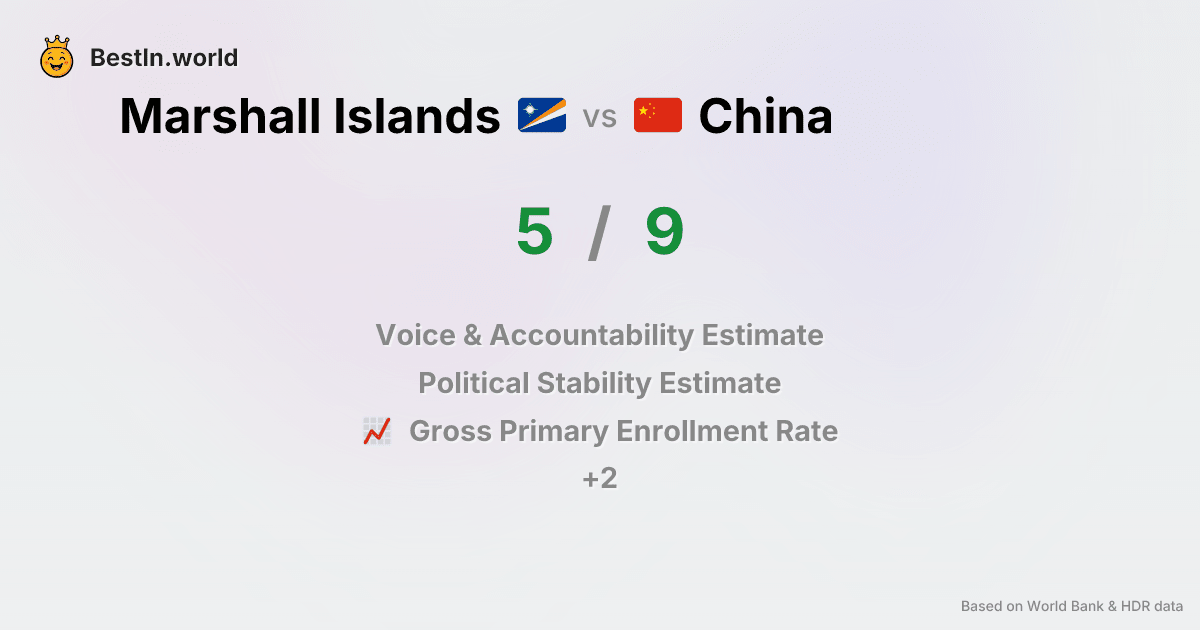 BestIn.world
Marshall Islands vs China
5 / 9
Voice & Accountability Estimate
Political Stability Estimate
Gross Primary Enrollment Rate
+2
Based on World Bank & HDR data